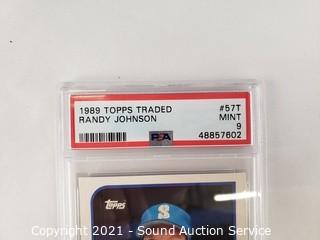 1989 TOPPS TRADED #57T
RANDY JOHNSON MINT
9
PSA
48857602
Topps
S
Copyright 2021 - Sound Auction Service